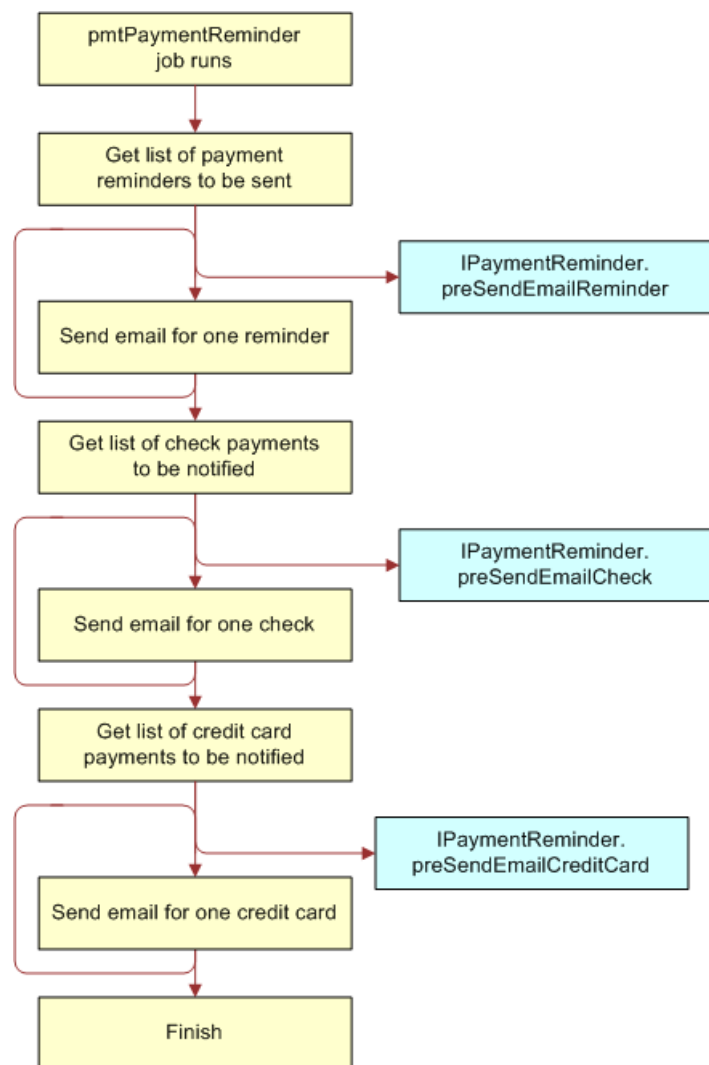 pmtPaymentReminder
job runs
Get list of payment
reminders to be sent
IPaymentReminder.
preSendEmailReminder
Send email for one reminder
Get list of check payments
to be notified
IPaymentReminder.
preSendEmailCheck
Send email for one check
Get list of credit card
payments to be notified
IPaymentReminder.
preSendEmailCreditCard
Send email for one credit card
Finish